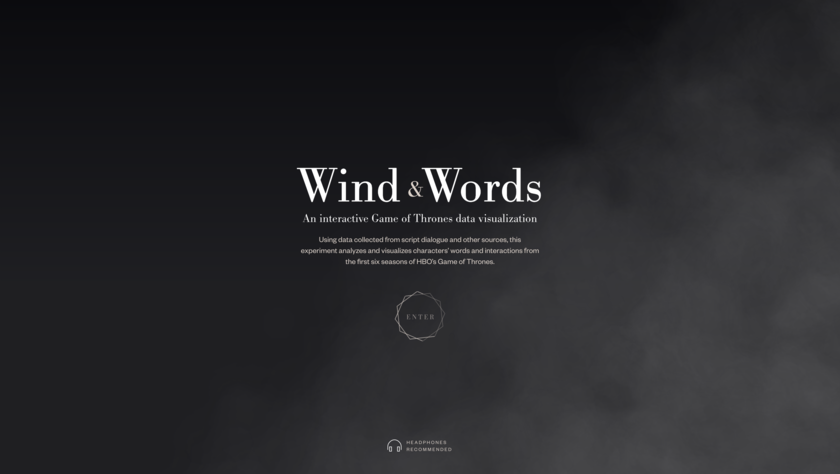 Wind & Words
An interactive Game of Thrones data visualization
Using data collected from script dialogue and other sources, this
experiment analyzes and visualizes characters' words and interactions from
the first six seasons of HBO's Game of Thrones.
ENTER
HEADPHONES
RECOMMENDED